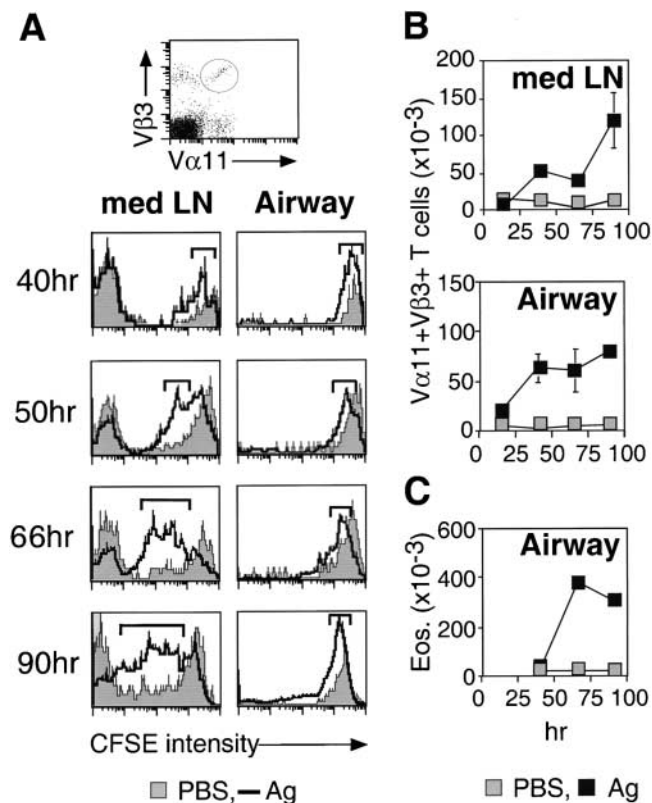 A
Vβ3
Vα11
med LN Airway
40hr
50hr
66hr
90hr
CFSE intensity
PBS, Ag
B
med LN
200
150
100
50
0
0 25 50 75 100
Vα11+Vβ3+ T cells (x10-3)
Airway
150
100
50
0
0 25 50 75 100
C
Airway
600
400
200
0
Eos. (x10-3)
0 25 50 75 100
hr
PBS, Ag